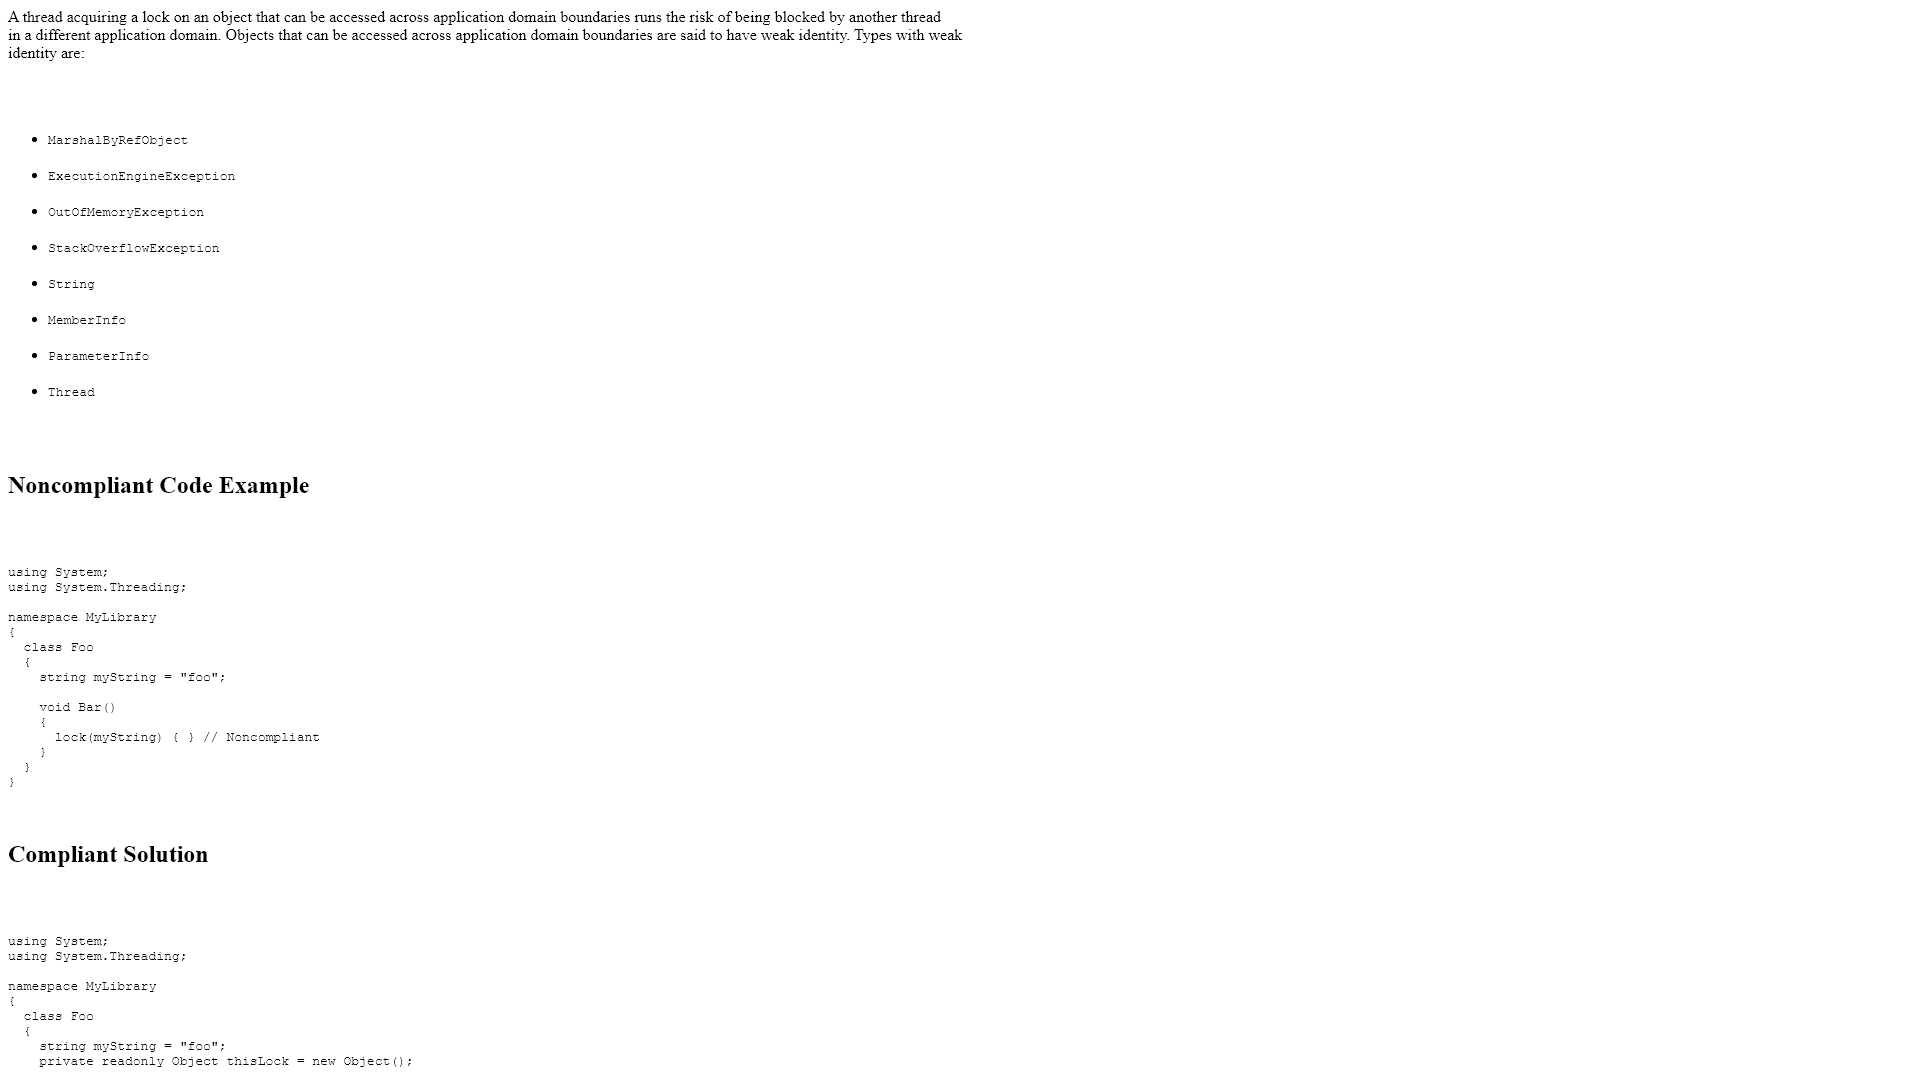 A thread acquiring a lock on an object that can be accessed across application domain boundaries runs the risk of being blocked by another thread
in a different application domain. Objects that can be accessed across application domain boundaries are said to have weak identity. Types with weak
identity are:
• MarshalByRefObject
• ExecutionEngineException
• OutOfMemoryException
• StackOverflowException
• String
• MemberInfo
• ParameterInfo
• Thread
Noncompliant Code Example
using System;
using System.Threading;
namespace MyLibrary
{
  class Foo
  {
    string myString = "foo";
    void Bar()
    {
      lock(myString) { } // Noncompliant
    }
  }
}
Compliant Solution
using System;
using System.Threading;
namespace MyLibrary
{
  class Foo
  {
    string myString = "foo";
    private readonly Object thisLock = new Object();